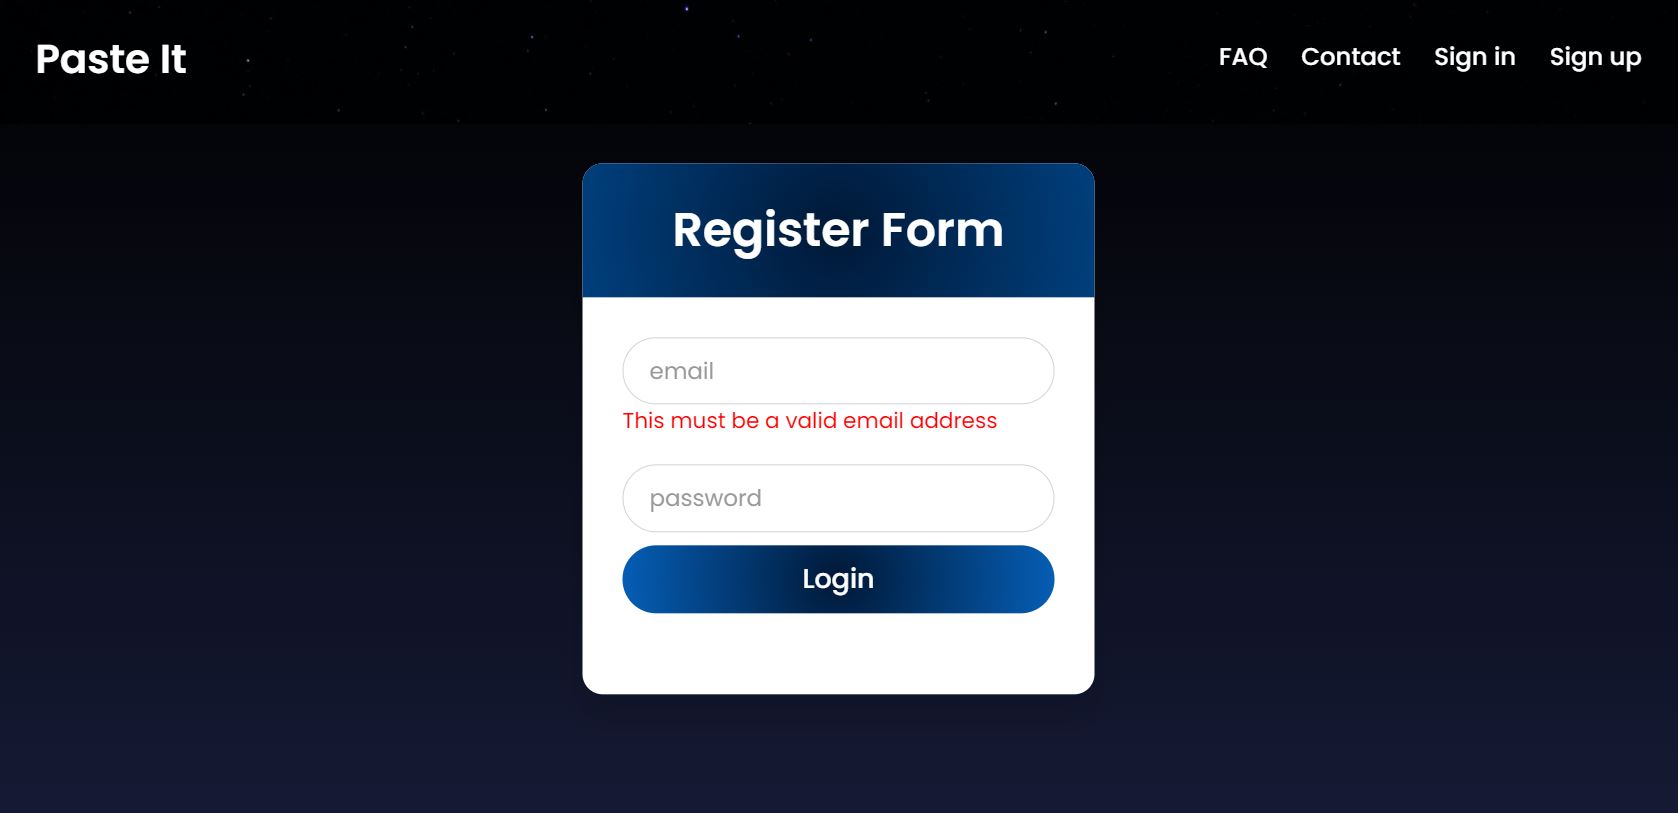 Paste It
FAQ Contact Sign in Sign up
Register Form
email
This must be a valid email address
password
Login